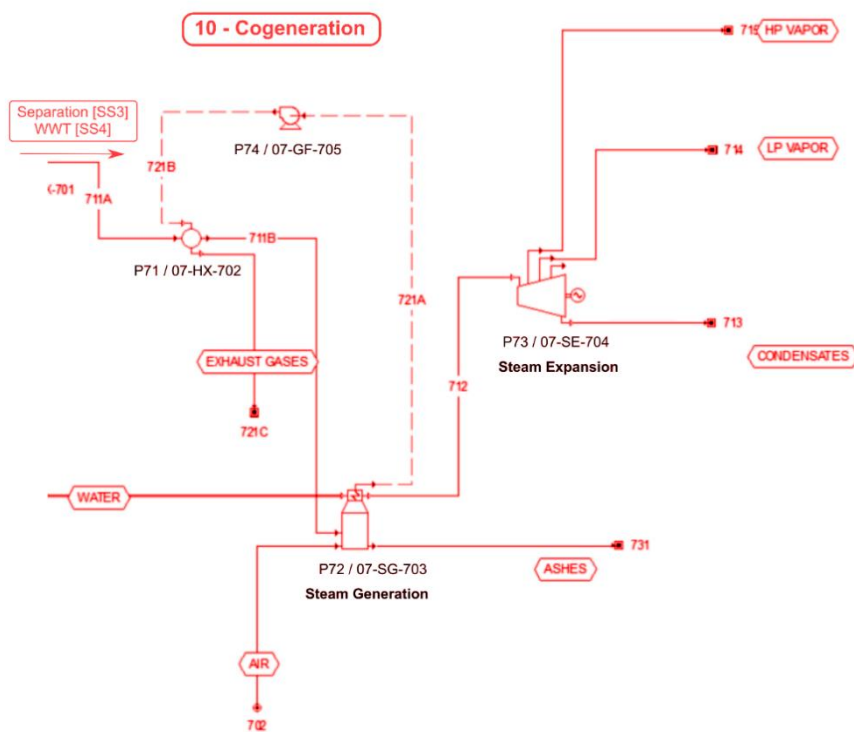 10 - Cogeneration
715
HP VAPOR
Separation [SS3]
WWT [SS4]
P74 / 07-GF-705
714
LP VAPOR
721B
-701
711A
711B
P71 / 07-HX-702
721A
713
P73 / 07-SE-704
Steam Expansion
CONDENSATES
EXHAUST GASES
712
721C
WATER
731
P72 / 07-SG-703
ASHES
Steam Generation
AIR
702